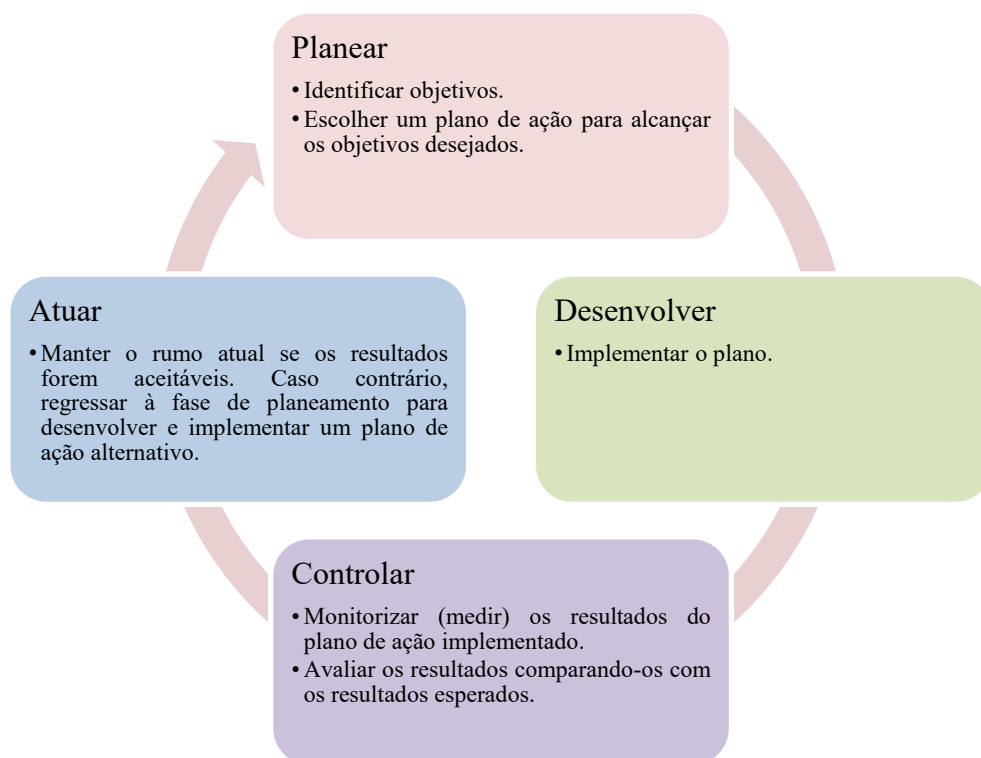 Planear
• Identificar objetivos.
• Escolher um plano de ação para alcançar
os objetivos desejados.
Desenvolver
• Implementar o plano.
Controlar
• Monitorizar (medir) os resultados do
plano de ação implementado.
• Avaliar os resultados comparando-os com
os resultados esperados.
Atuar
• Manter o rumo atual se os resultados
forem aceitáveis. Caso contrário,
regressar à fase de planeamento para
desenvolver e implementar um plano de
ação alternativo.